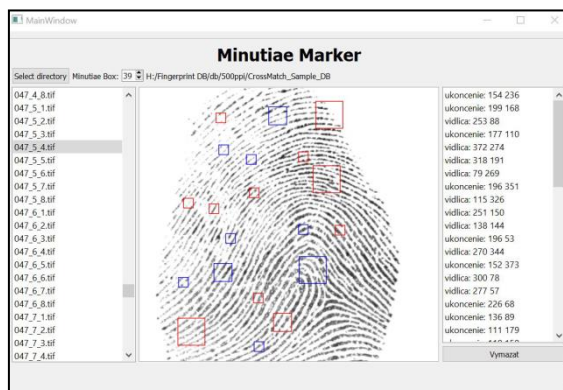 MainWindow
Minutiae Marker
Select directory Minutiae Box: 39 H:/Fingerprint DB/db/500ppi/CrossMatch_Sample_DB
047_4_8.tif
047_5_1.tif
047_5_2.tif
047_5_3.tif
047_5_4.tif
047_5_5.tif
047_5_6.tif
047_5_7.tif
047_5_8.tif
047_6_1.tif
047_6_2.tif
047_6_3.tif
047_6_4.tif
047_6_5.tif
047_6_6.tif
047_6_7.tif
047_6_8.tif
047_7_1.tif
047_7_2.tif
047_7_3.tif
047_7_4.tif
ukoncenie: 154 236
ukoncenie: 199 168
vidlica: 253 88
ukoncenie: 177 110
vidlica: 372 274
vidlica: 318 191
vidlica: 79 269
ukoncenie: 196 351
vidlica: 115 326
vidlica: 251 150
vidlica: 138 144
ukoncenie: 196 53
vidlica: 270 344
ukoncenie: 152 373
vidlica: 300 78
vidlica: 277 57
ukoncenie: 226 68
ukoncenie: 136 89
ukoncenie: 111 179
Vymazat